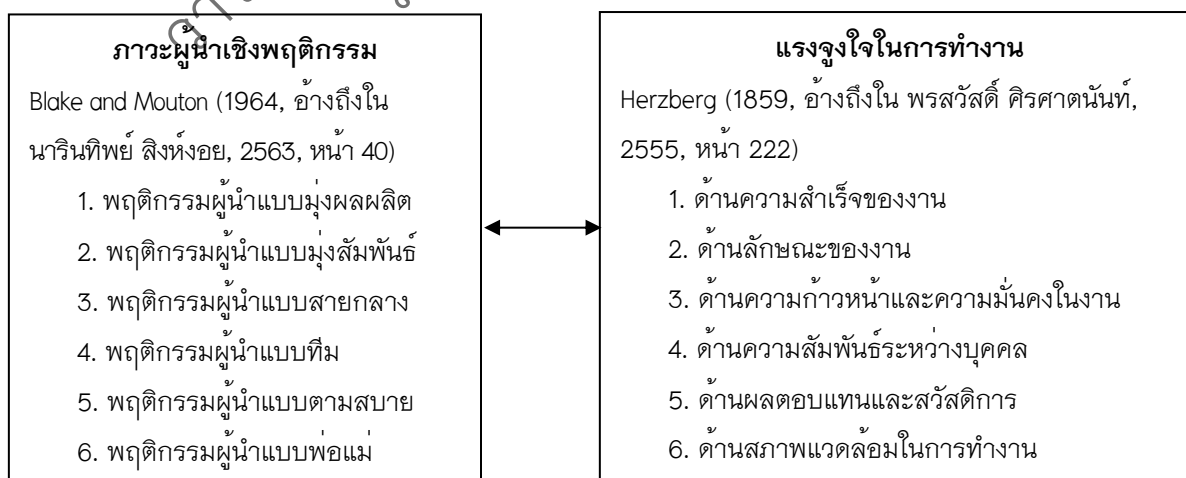 ภาวะผู้นำเชิงพฤติกรรม
Blake and Mouton (1964, อ้างถึงใน
นารินทิพย์ สิงห์งอย, 2563, หน้า 40)
1. พฤติกรรมผู้นำแบบมุ่งผลผลิต
2. พฤติกรรมผู้นำแบบมุ่งสัมพันธ์
3. พฤติกรรมผู้นำแบบสายกลาง
4. พฤติกรรมผู้นำแบบทีม
5. พฤติกรรมผู้นำแบบตามสบาย
6. พฤติกรรมผู้นำแบบพ่อแม่
แรงจูงใจในการทำงาน
Herzberg (1859, อ้างถึงใน พรสวัสดิ์ ศิรศาตนันท์,
2555, หน้า 222)
1. ด้านความสำเร็จของงาน
2. ด้านลักษณะของงาน
3. ด้านความก้าวหน้าและความมั่นคงในงาน
4. ด้านความสัมพันธ์ระหว่างบุคคล
5. ด้านผลตอบแทนและสวัสดิการ
6. ด้านสภาพแวดล้อมในการทำงาน